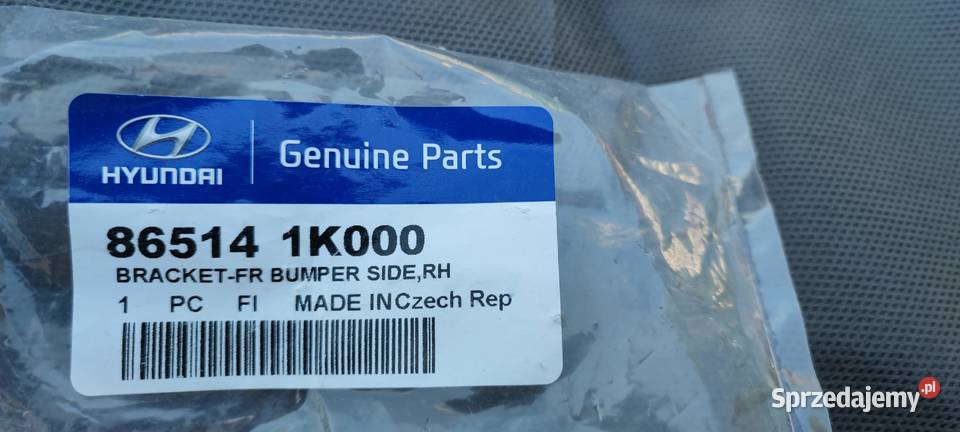 HYUNDAI
Genuine Parts
86514 1K000
BRACKET-FR BUMPER SIDE,RH
1 PC FI MADE INCzech Rep
Sprzedajemy.pl